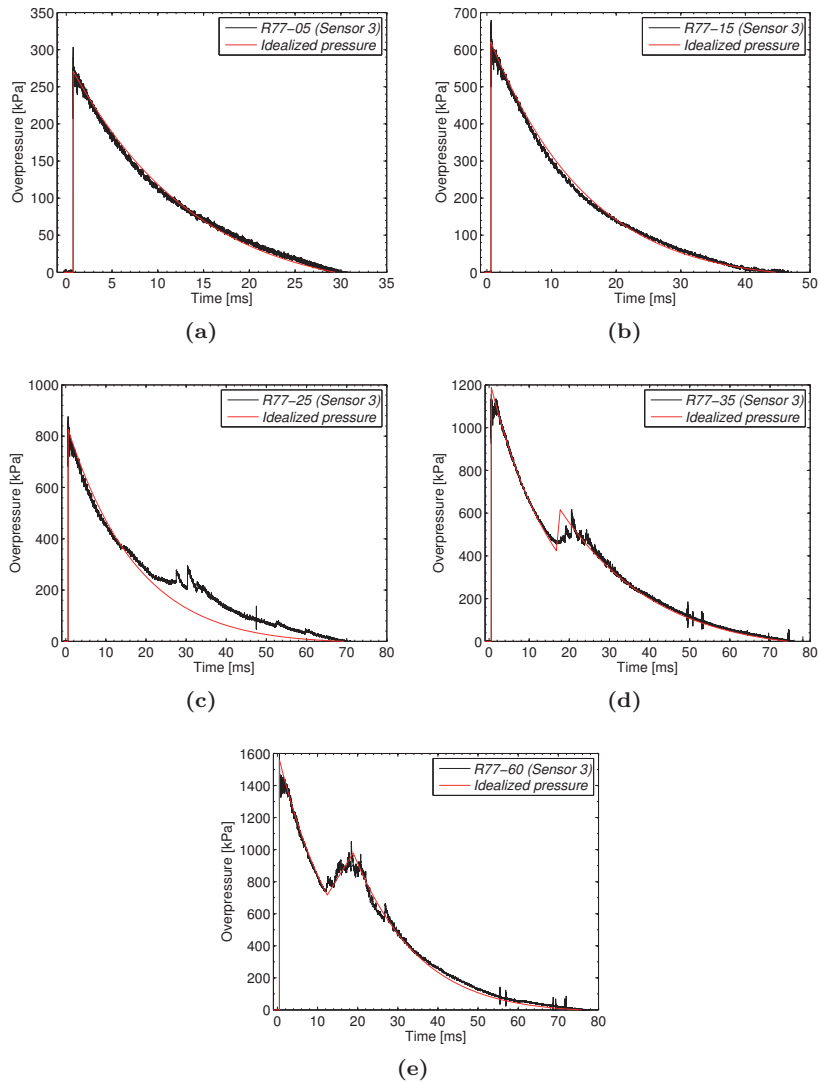 350
300
250
200
150
100
50
0
Overpressure [kPa]
R77−05 (Sensor 3)
Idealized pressure
0 5 10 15 20 25 30 35
Time [ms]
(a)
700
600
500
400
300
200
100
0
Overpressure [kPa]
R77−15 (Sensor 3)
Idealized pressure
0 10 20 30 40 50
Time [ms]
(b)
1000
800
600
400
200
0
Overpressure [kPa]
R77−25 (Sensor 3)
Idealized pressure
0 10 20 30 40 50 60 70 80
Time [ms]
(c)
1200
1000
800
600
400
200
0
Overpressure [kPa]
R77−35 (Sensor 3)
Idealized pressure
0 10 20 30 40 50 60 70 80
Time [ms]
(d)
1600
1400
1200
1000
800
600
400
200
0
Overpressure [kPa]
R77−60 (Sensor 3)
Idealized pressure
0 10 20 30 40 50 60 70 80
Time [ms]
(e)